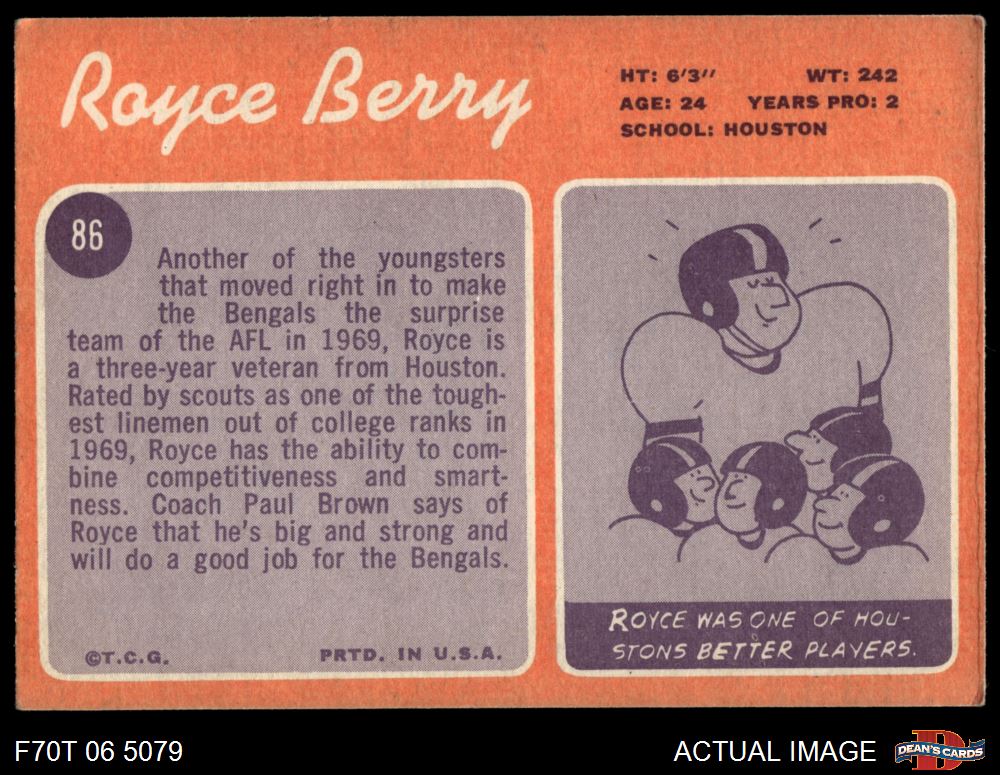 Royce Berry
HT: 6'3'' WT: 242
AGE: 24 YEARS PRO: 2
SCHOOL: HOUSTON
86
Another of the youngsters
that moved right in to make
the Bengals the surprise
team of the AFL in 1969, Royce is
a three-year veteran from Houston.
Rated by scouts as one of the tough-
est linemen out of college ranks in
1969, Royce has the ability to com-
bine competitiveness and smart-
ness. Coach Paul Brown says of
Royce that he's big and strong and
will do a good job for the Bengals.
©T.C.G. PRTD. IN U.S.A.
ROYCE WAS ONE OF HOU-
STONS BETTER PLAYERS.
F70T 06 5079
ACTUAL IMAGE
D
DEAN'S CARDS